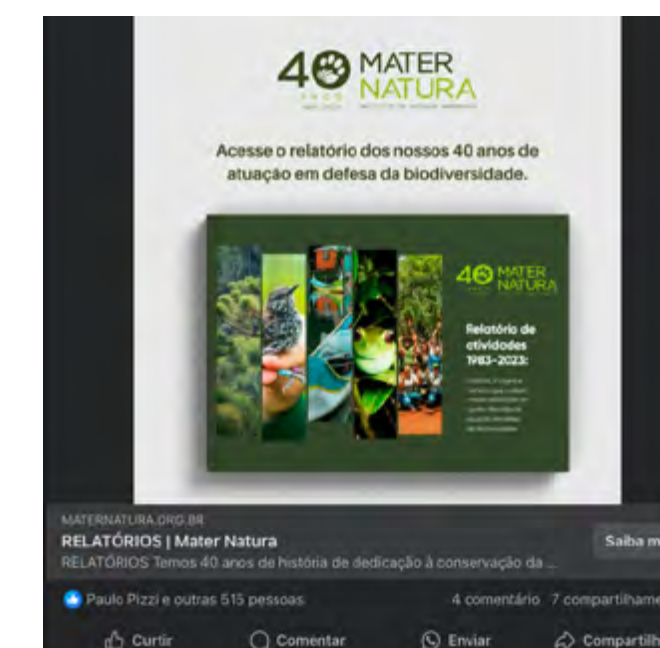 40 MATER
NATURA
ANOS
Acesse o relatório dos nossos 40 anos de
atuação em defesa da biodiversidade.
40 MATER
NATURA
Relatório de
atividades
1983-2023:
MATERNATURA.ORG.BR
RELATÓRIOS | Mater Natura
Saiba m
RELATÓRIOS Temos 40 anos de história de dedicação à conservação da ...
Paulo Pizzi e outras 515 pessoas
4 comentário 7 compartilhame
Curtir Comentar Enviar Compartilh